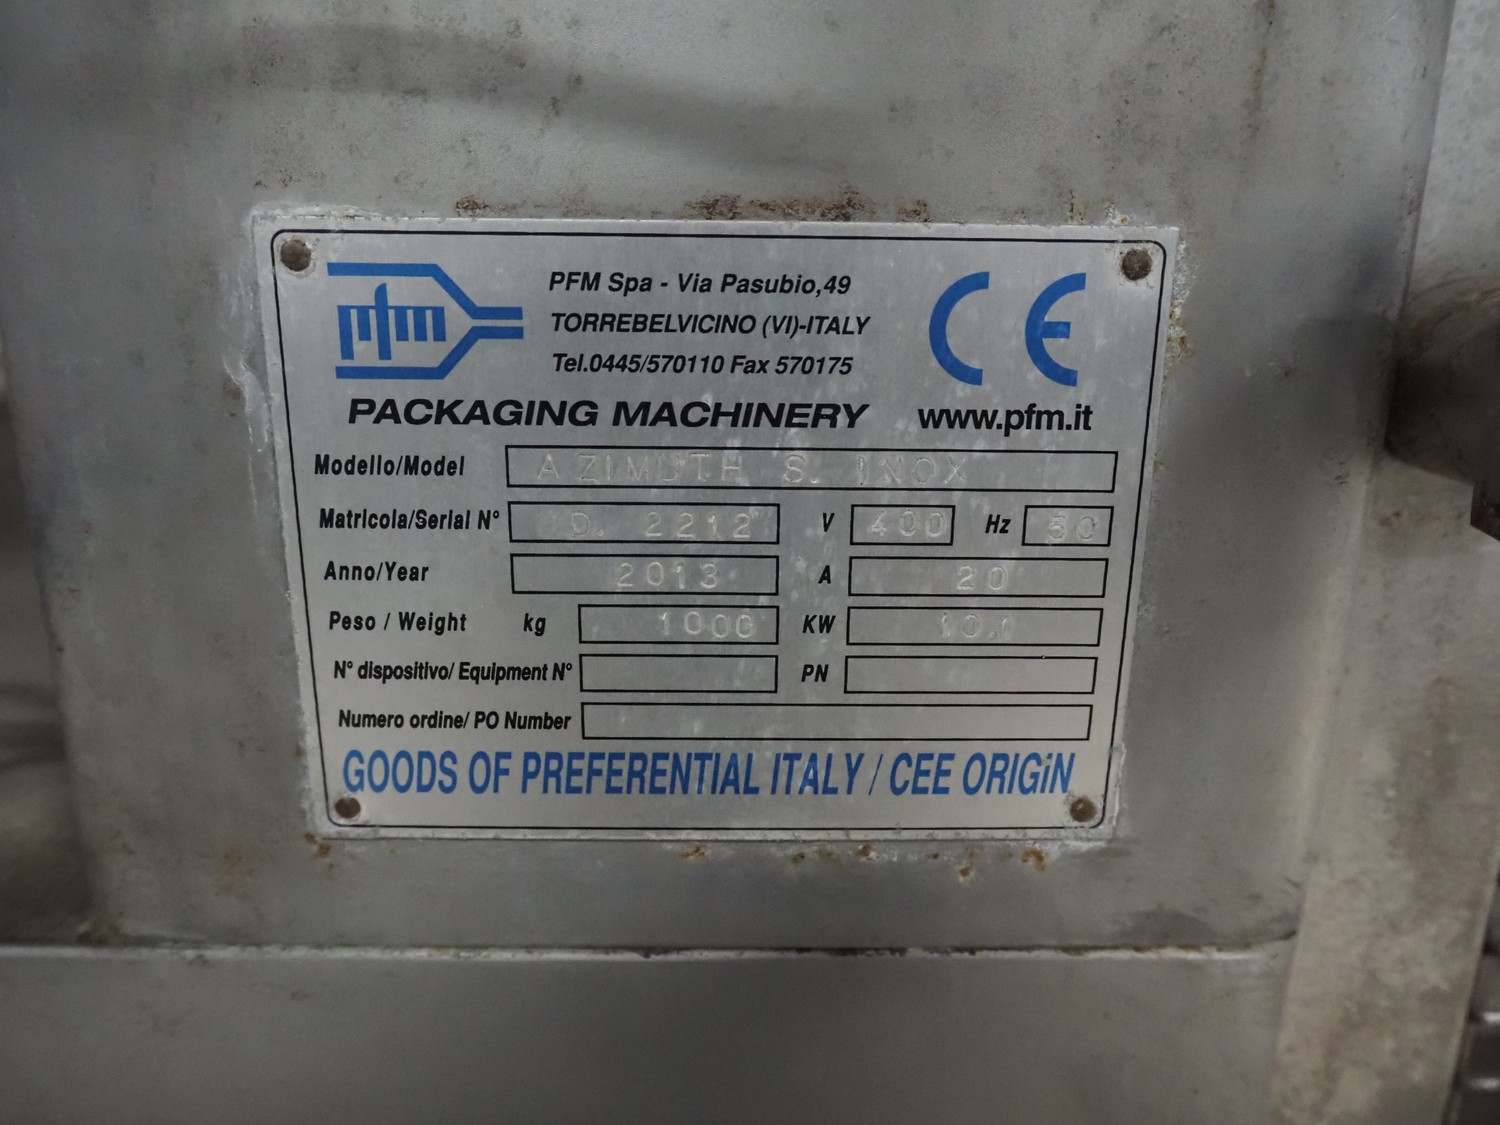 pfm
PFM Spa - Via Pasubio,49
TORREBELVICINO (VI)-ITALY
Tel.0445/570110 Fax 570175
CE
PACKAGING MACHINERY www.pfm.it
Modello/Model AZIMUTH S. INOX
Matricola/Serial N° D. 2212 V 400 Hz 50
Anno/Year 2013 A 20
Peso / Weight kg 1000 KW 10.1
N° dispositivo/ Equipment N° PN
Numero ordine/ PO Number
GOODS OF PREFERENTIAL ITALY / CEE ORIGiN